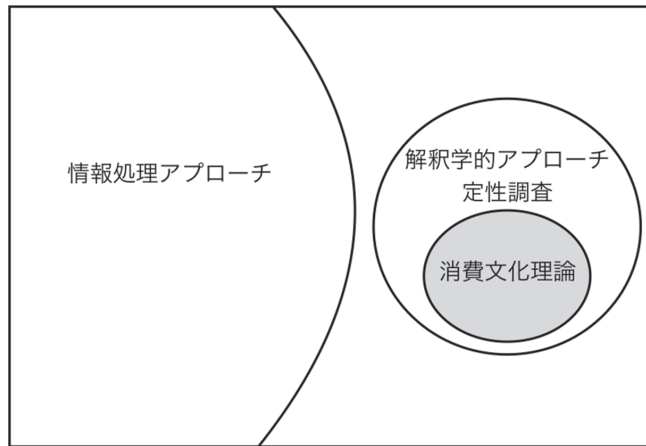 情報処理アプローチ
解釈学的アプローチ
定性調査
消費文化理論